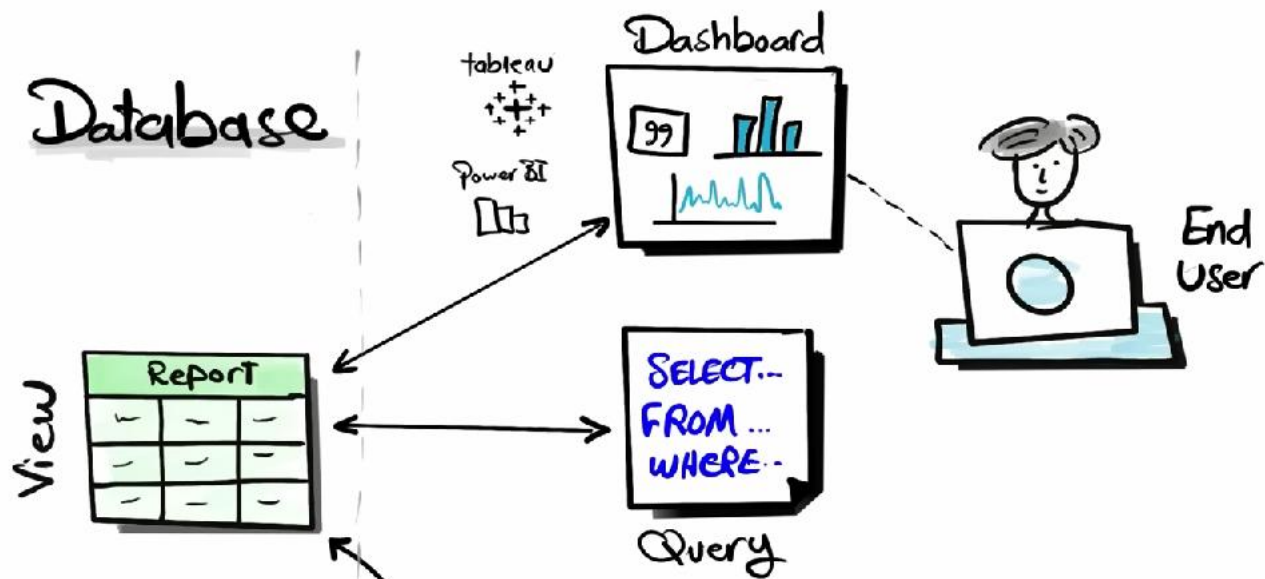 Database
tableau
Power BI
Dashboard
99
End
User
View
Report
SELECT...
FROM ...
WHERE...
Query